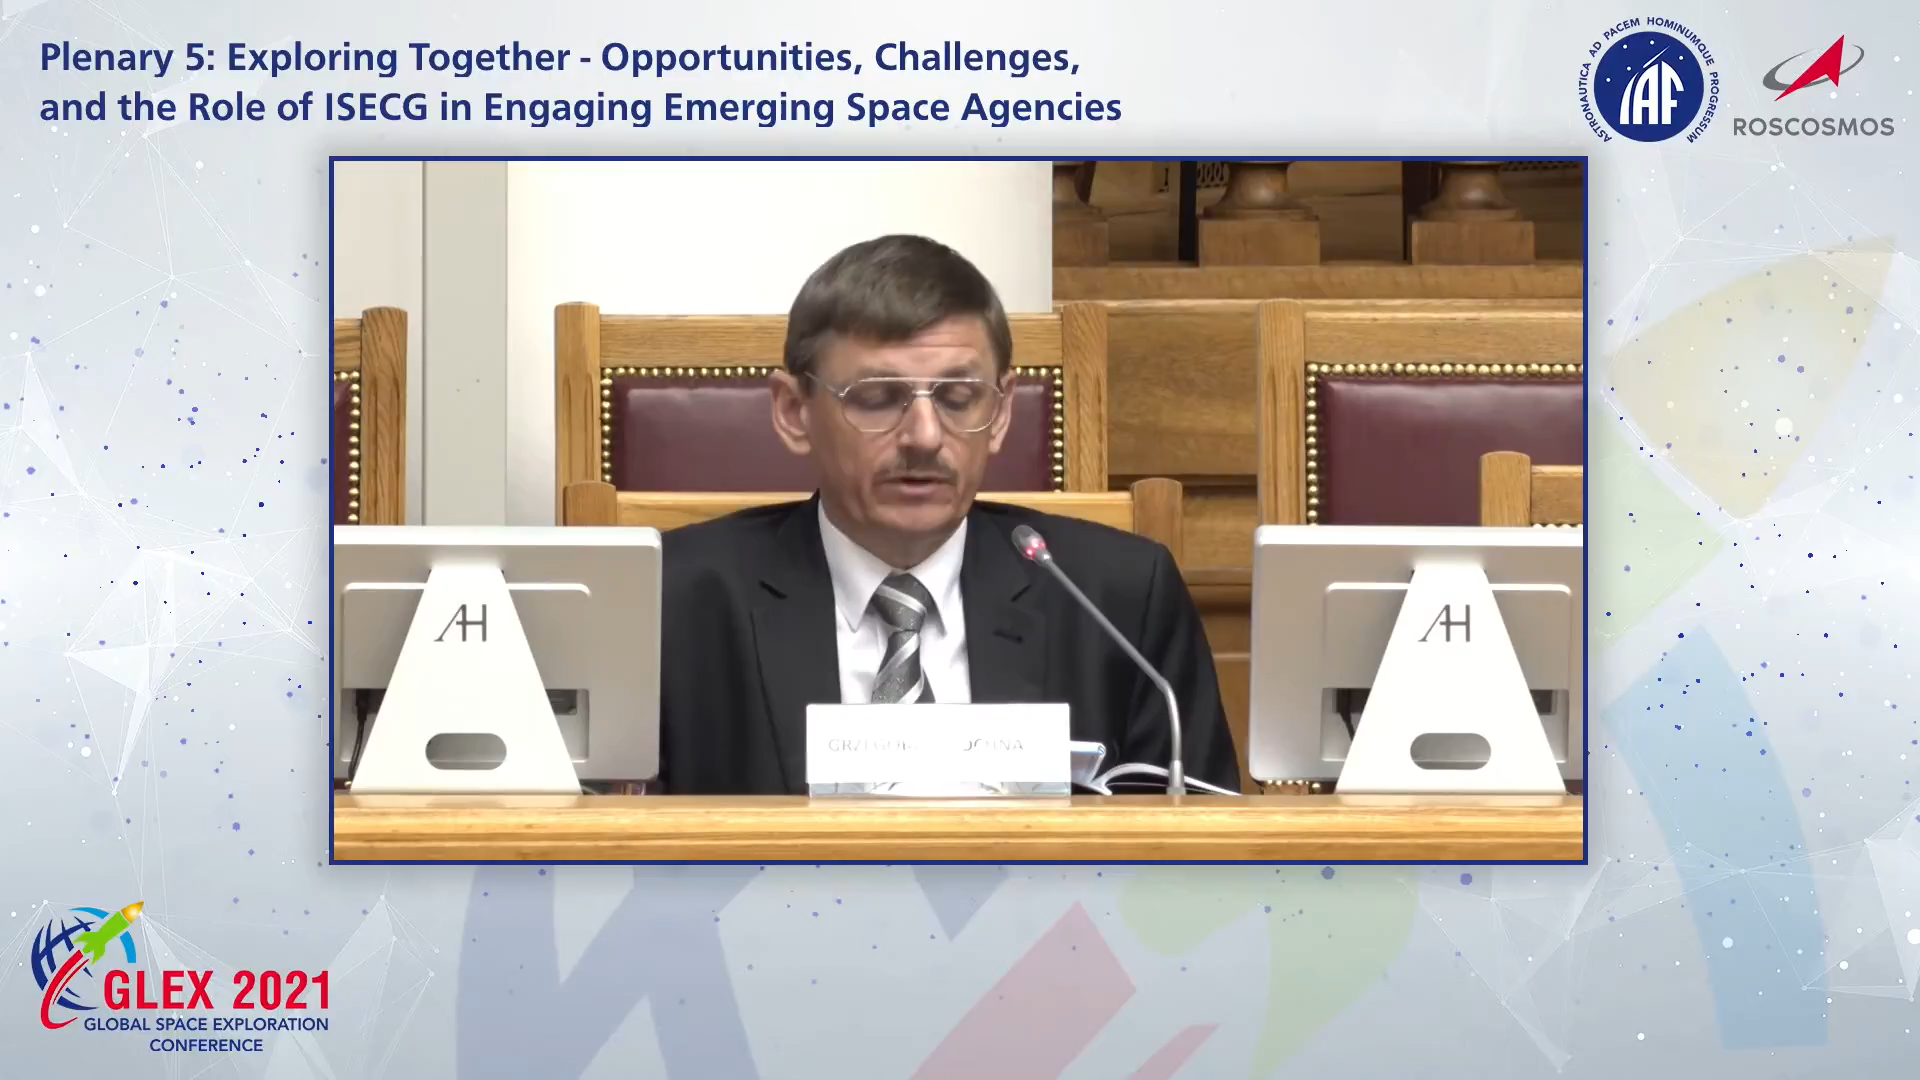 Plenary 5: Exploring Together - Opportunities, Challenges,
and the Role of ISECG in Engaging Emerging Space Agencies
ASTRONAUTICA AD PACEM HOMINUMQUE PROGRESSUM
IAF
ROSCOSMOS
AH
AH
GLEX 2021
GLOBAL SPACE EXPLORATION
CONFERENCE